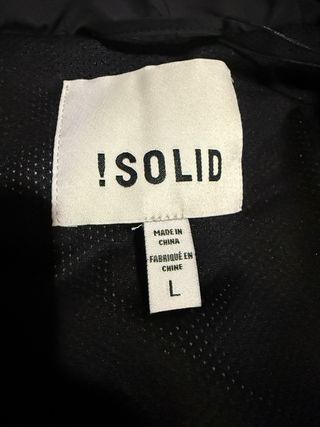 !SOLID
MADE IN
CHINA
FABRIQUÉ EN
CHINE
L